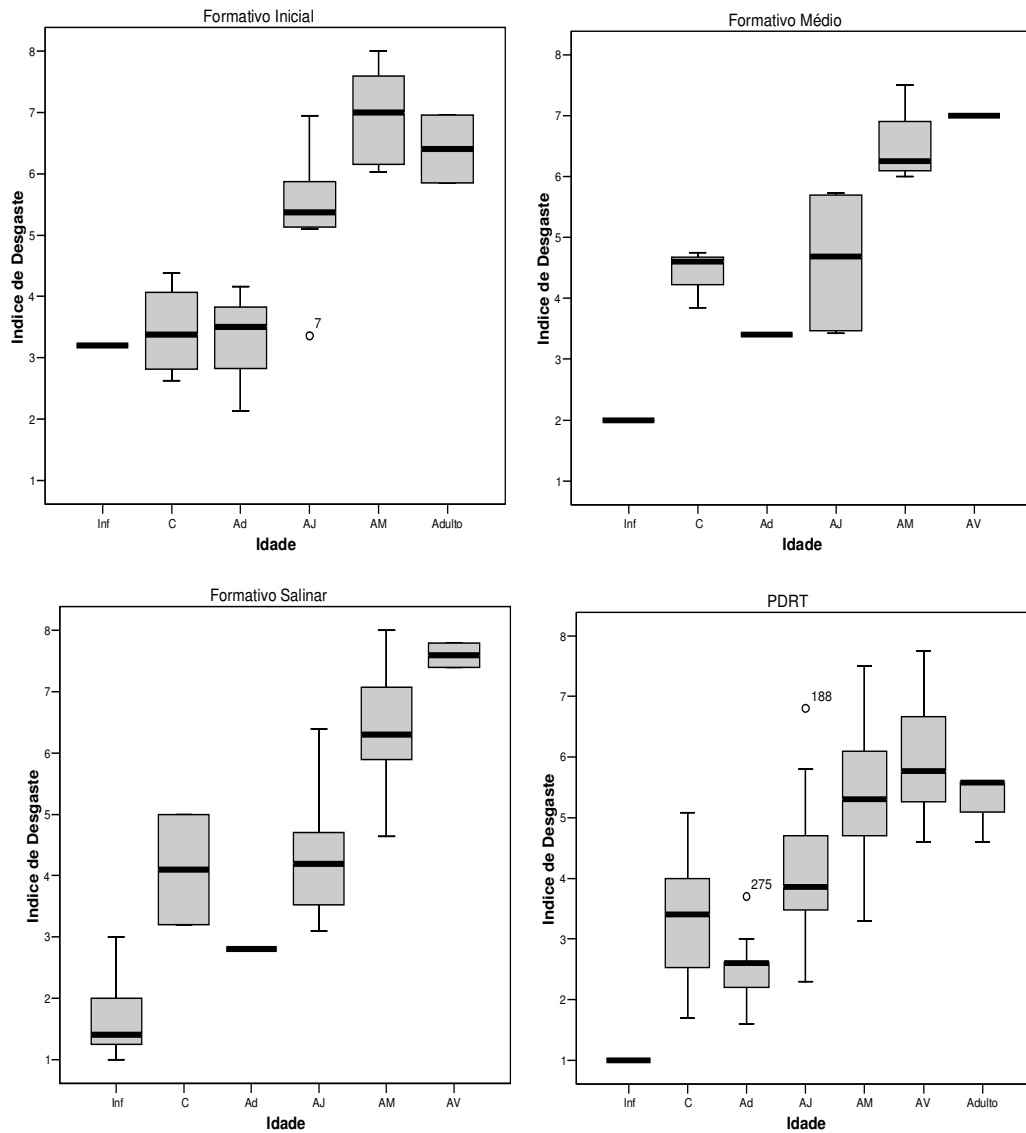 Formativo Inicial
8
7
6
5
4
3
2
1
Indice de Desgaste
7
Inf C Ad AJ AM Adulto
Idade
Formativo Médio
8
7
6
5
4
3
2
1
Indice de Desgaste
Inf C Ad AJ AM AV
Idade
Formativo Salinar
8
7
6
5
4
3
2
1
Indice de Desgaste
Inf C Ad AJ AM AV
Idade
PDRT
8
7
6
5
4
3
2
1
Indice de Desgaste
188
275
Inf C Ad AJ AM AV Adulto
Idade